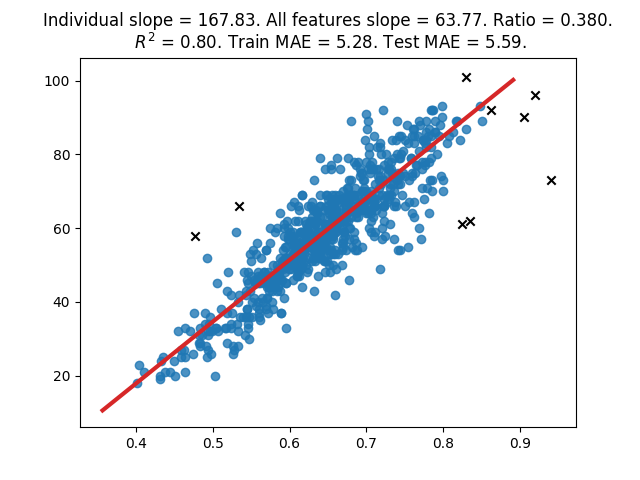 Individual slope = 167.83. All features slope = 63.77. Ratio = 0.380.
R² = 0.80. Train MAE = 5.28. Test MAE = 5.59.
100
80
60
40
20
0.4 0.5 0.6 0.7 0.8 0.9